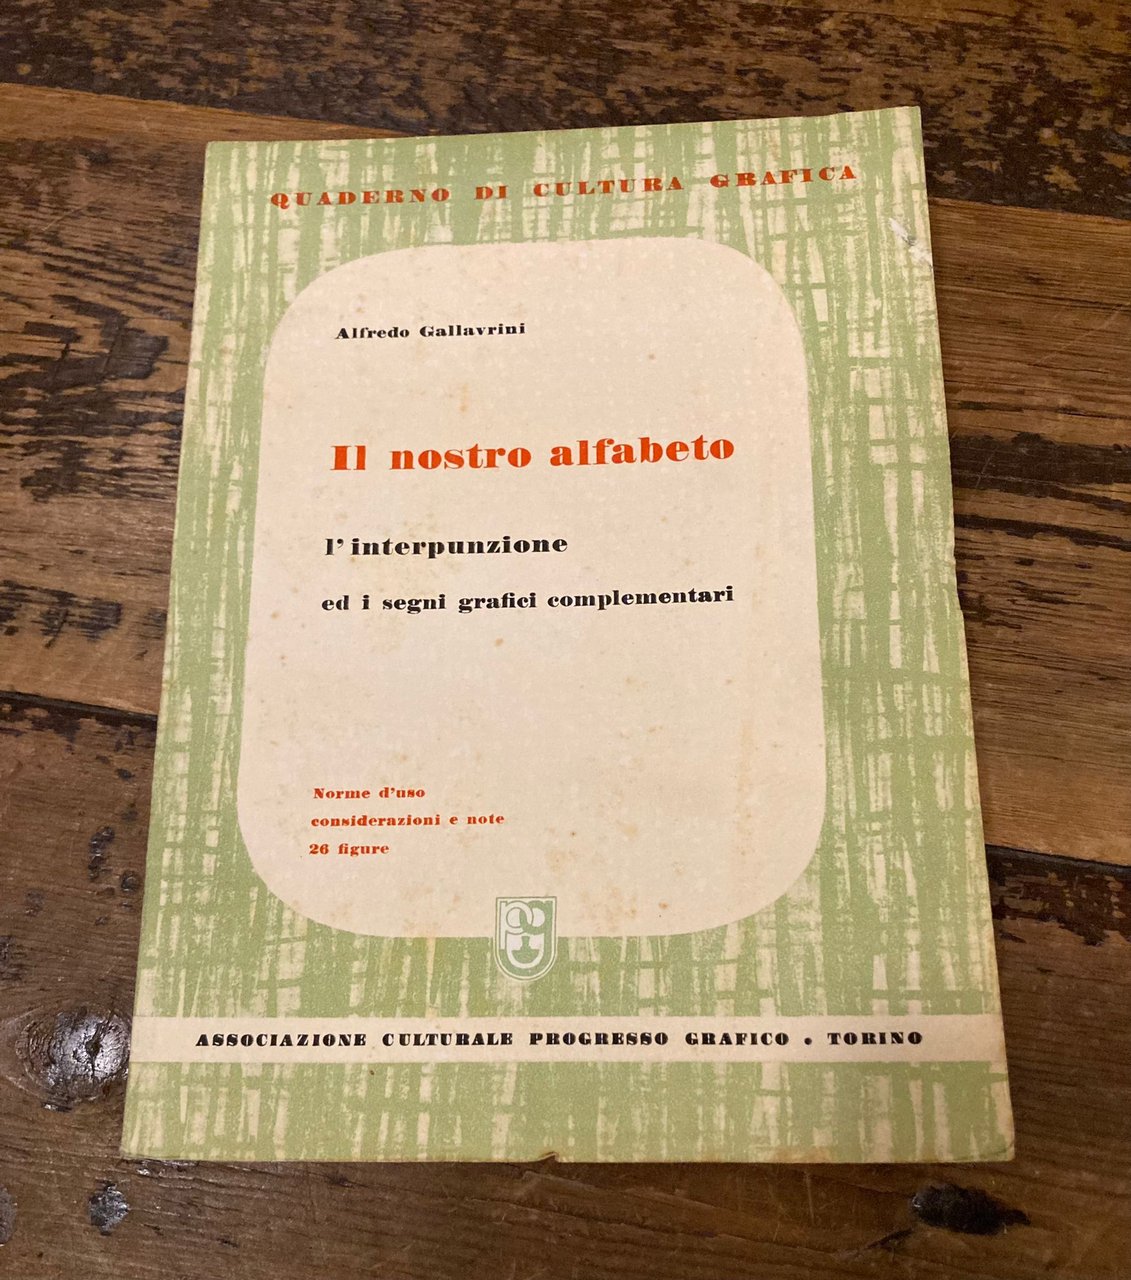 QUADERNO DI CULTURA GRAFICA
Alfredo Gallavrini
Il nostro alfabeto
l'interpunzione
ed i segni grafici complementari
Norme d'uso
considerazioni e note
26 figure
ASSOCIAZIONE CULTURALE PROGRESSO GRAFICO • TORINO